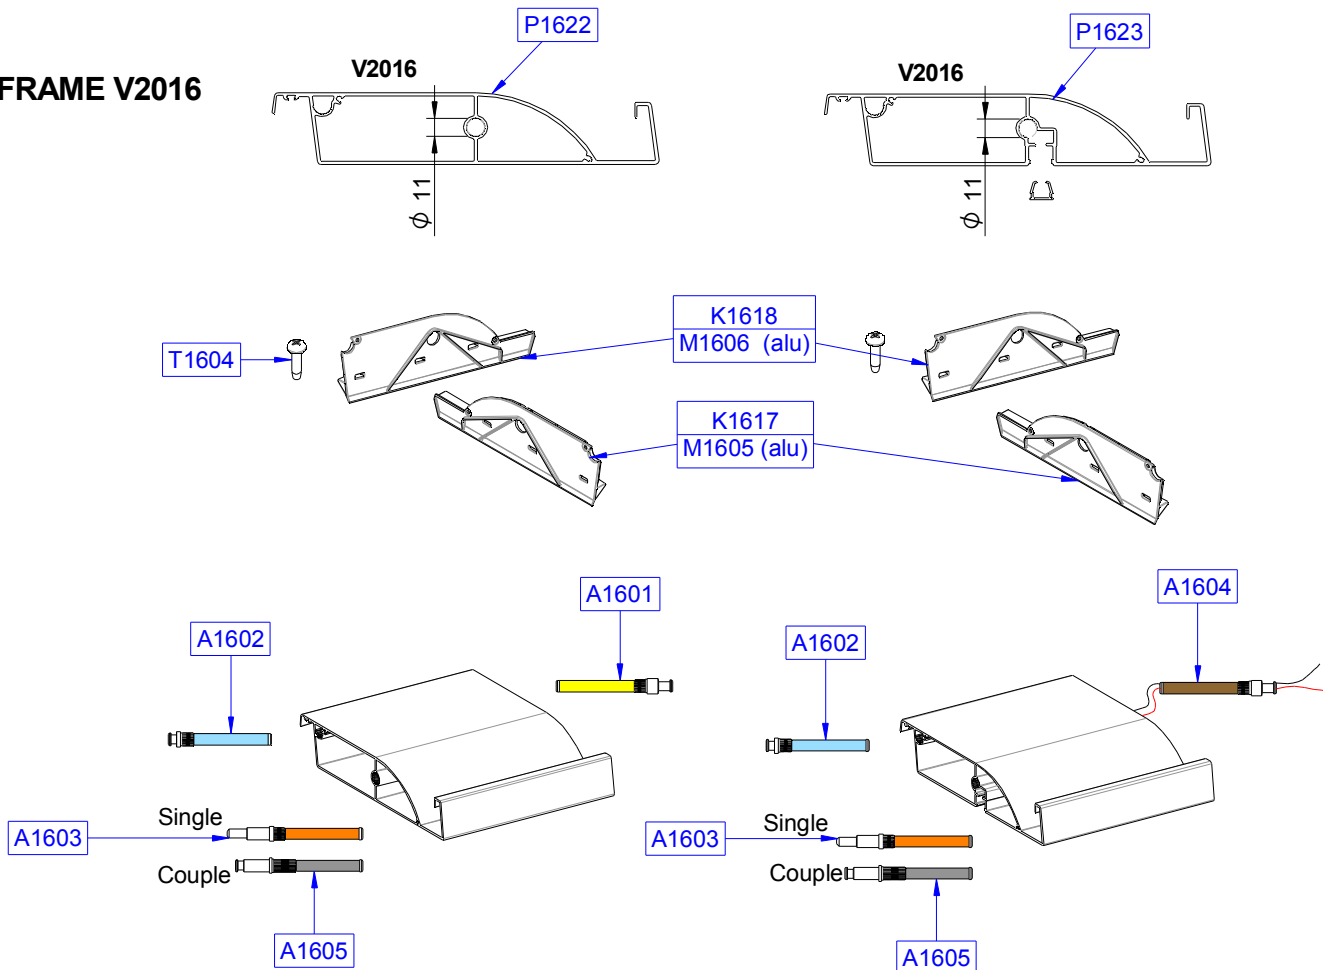 P1622
P1623
FRAME V2016
V2016
V2016
ϕ 11
ϕ 11
T1604
K1618
M1606 (alu)
K1617
M1605 (alu)
A1601
A1604
A1602
A1602
Single
A1603
Couple
A1605
Single
A1603
Couple
A1605